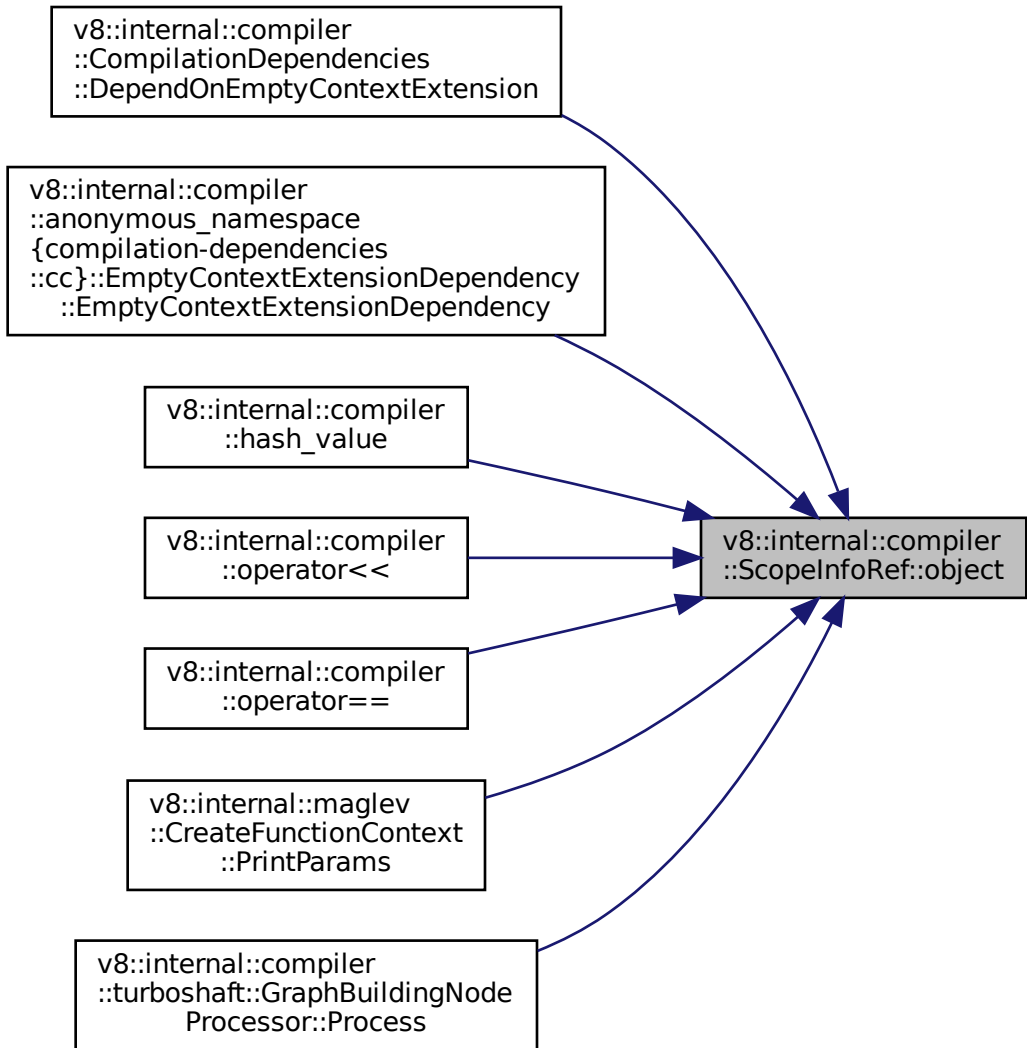 v8::internal::compiler
::CompilationDependencies
::DependOnEmptyContextExtension
v8::internal::compiler
::anonymous_namespace
{compilation-dependencies
::cc}::EmptyContextExtensionDependency
::EmptyContextExtensionDependency
v8::internal::compiler
::hash_value
v8::internal::compiler
::operator<<
v8::internal::compiler
::ScopeInfoRef::object
v8::internal::compiler
::operator==
v8::internal::maglev
::CreateFunctionContext
::PrintParams
v8::internal::compiler
::turboshaft::GraphBuildingNode
Processor::Process